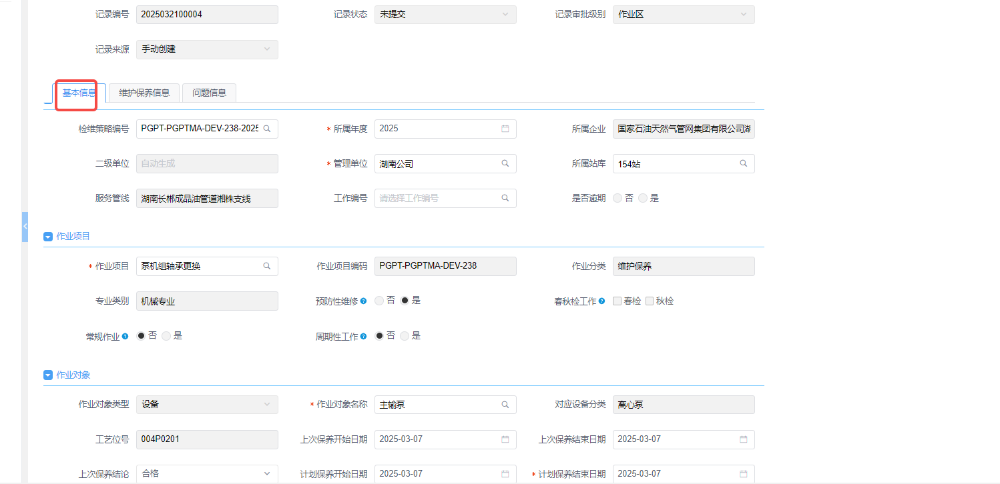 记录编号 2025032100004 记录状态 未提交 记录审批级别 作业区
记录来源 手动创建
基本信息 维护保养信息 问题信息
检维策略编号 PGPT-PGPTMA-DEV-238-2025 * 所属年度 2025 所属企业 国家石油天然气管网集团有限公司湖
二级单位 自动生成 * 管理单位 湖南公司 所属站库 154站
服务管线 湖南长郴成品油管道湘株支线 工作编号 请选择工作编号 是否逾期 否 是
作业项目
* 作业项目 泵机组轴承更换 作业项目编码 PGPT-PGPTMA-DEV-238 作业分类 维护保养
专业类别 机械专业 预防性维修 ? 否 是 春秋检工作 ? 春检 秋检
常规作业 ? 否 是 周期性工作 ? 否 是
作业对象
作业对象类型 设备 * 作业对象名称 主输泵 对应设备分类 离心泵
工艺位号 004P0201 上次保养开始日期 2025-03-07 上次保养结束日期 2025-03-07
上次保养结论 合格 计划保养开始日期 2025-03-07 * 计划保养结束日期 2025-03-07